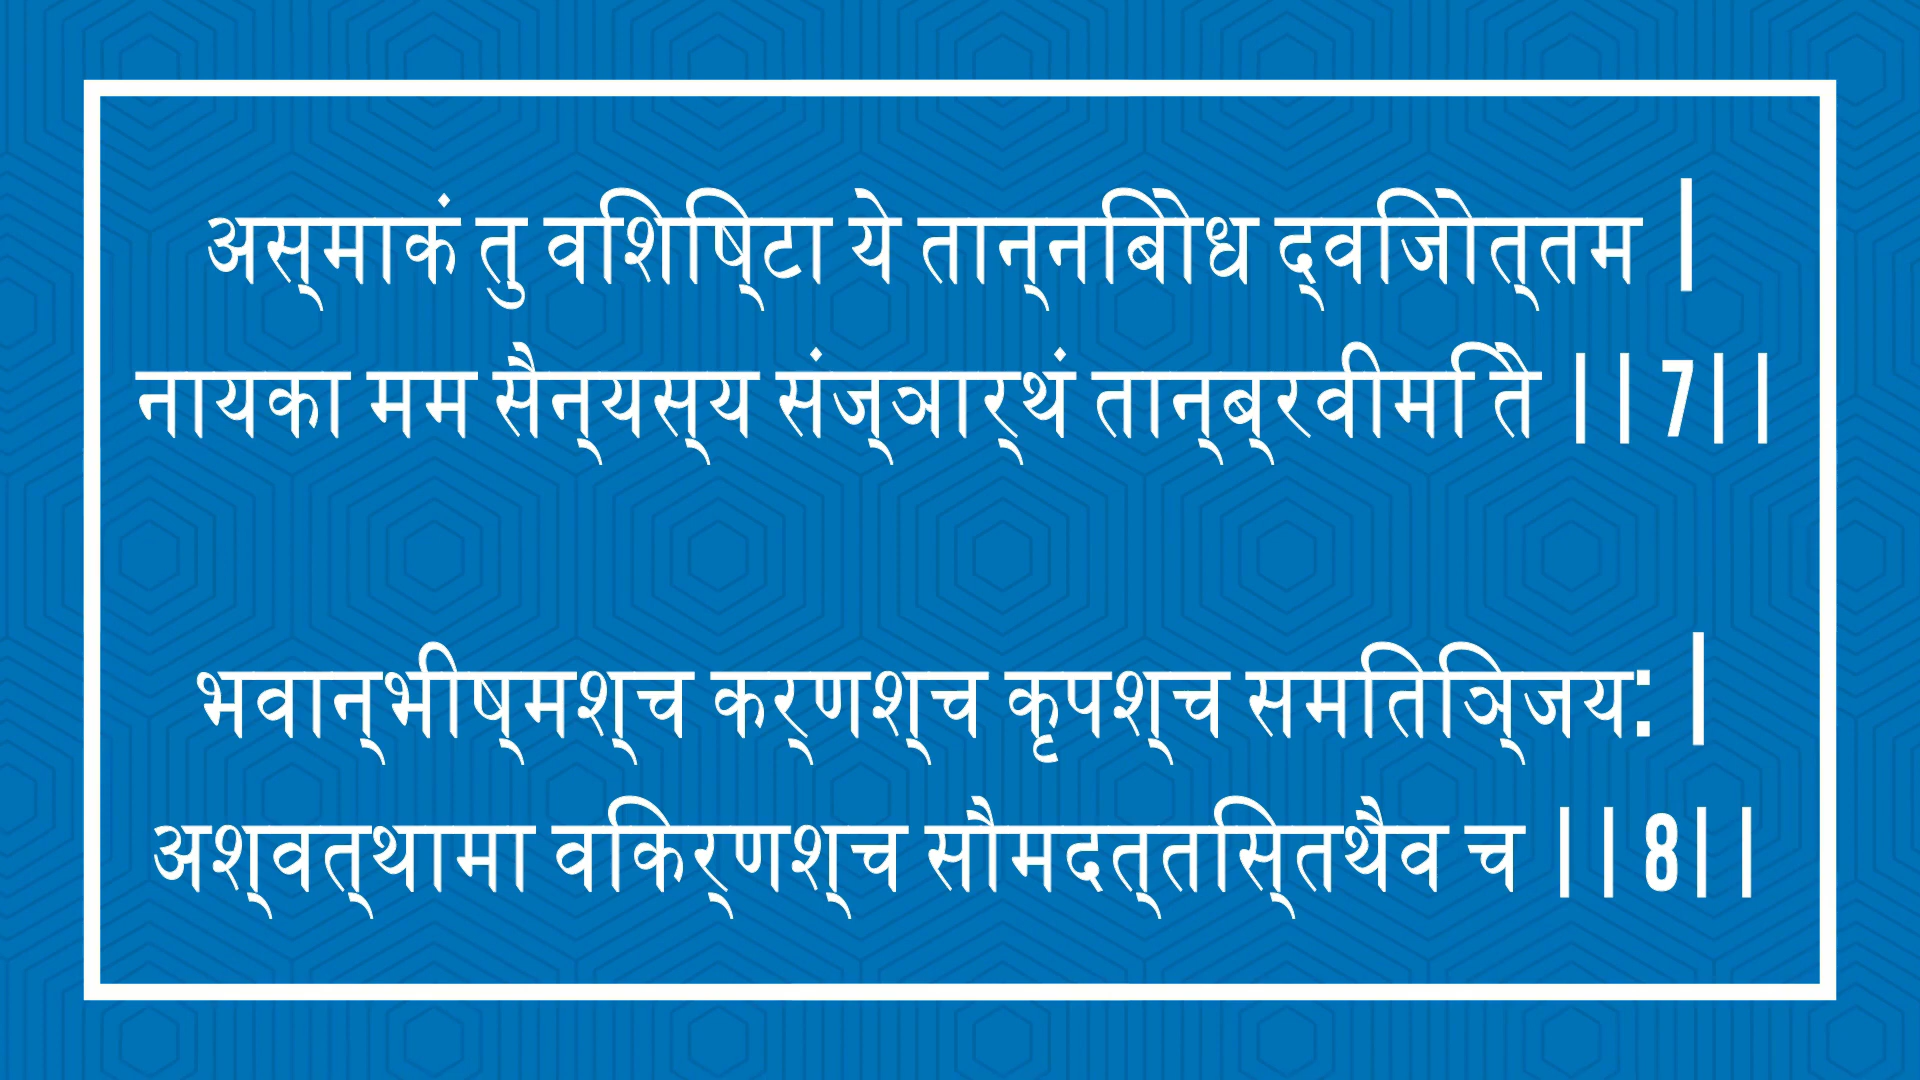 अस्माकं तु विशिष्टा ये तान्निबोध द्विजोत्तम |
नायका मम सैन्यस्य संज्ञार्थं तान्ब्रवीमि ते || 7||
भवान्भीष्मश्च कर्णश्च कृपश्च समितिञ्जय: |
अश्वत्थामा विकर्णश्च सौमदत्तिस्तथैव च || 8||